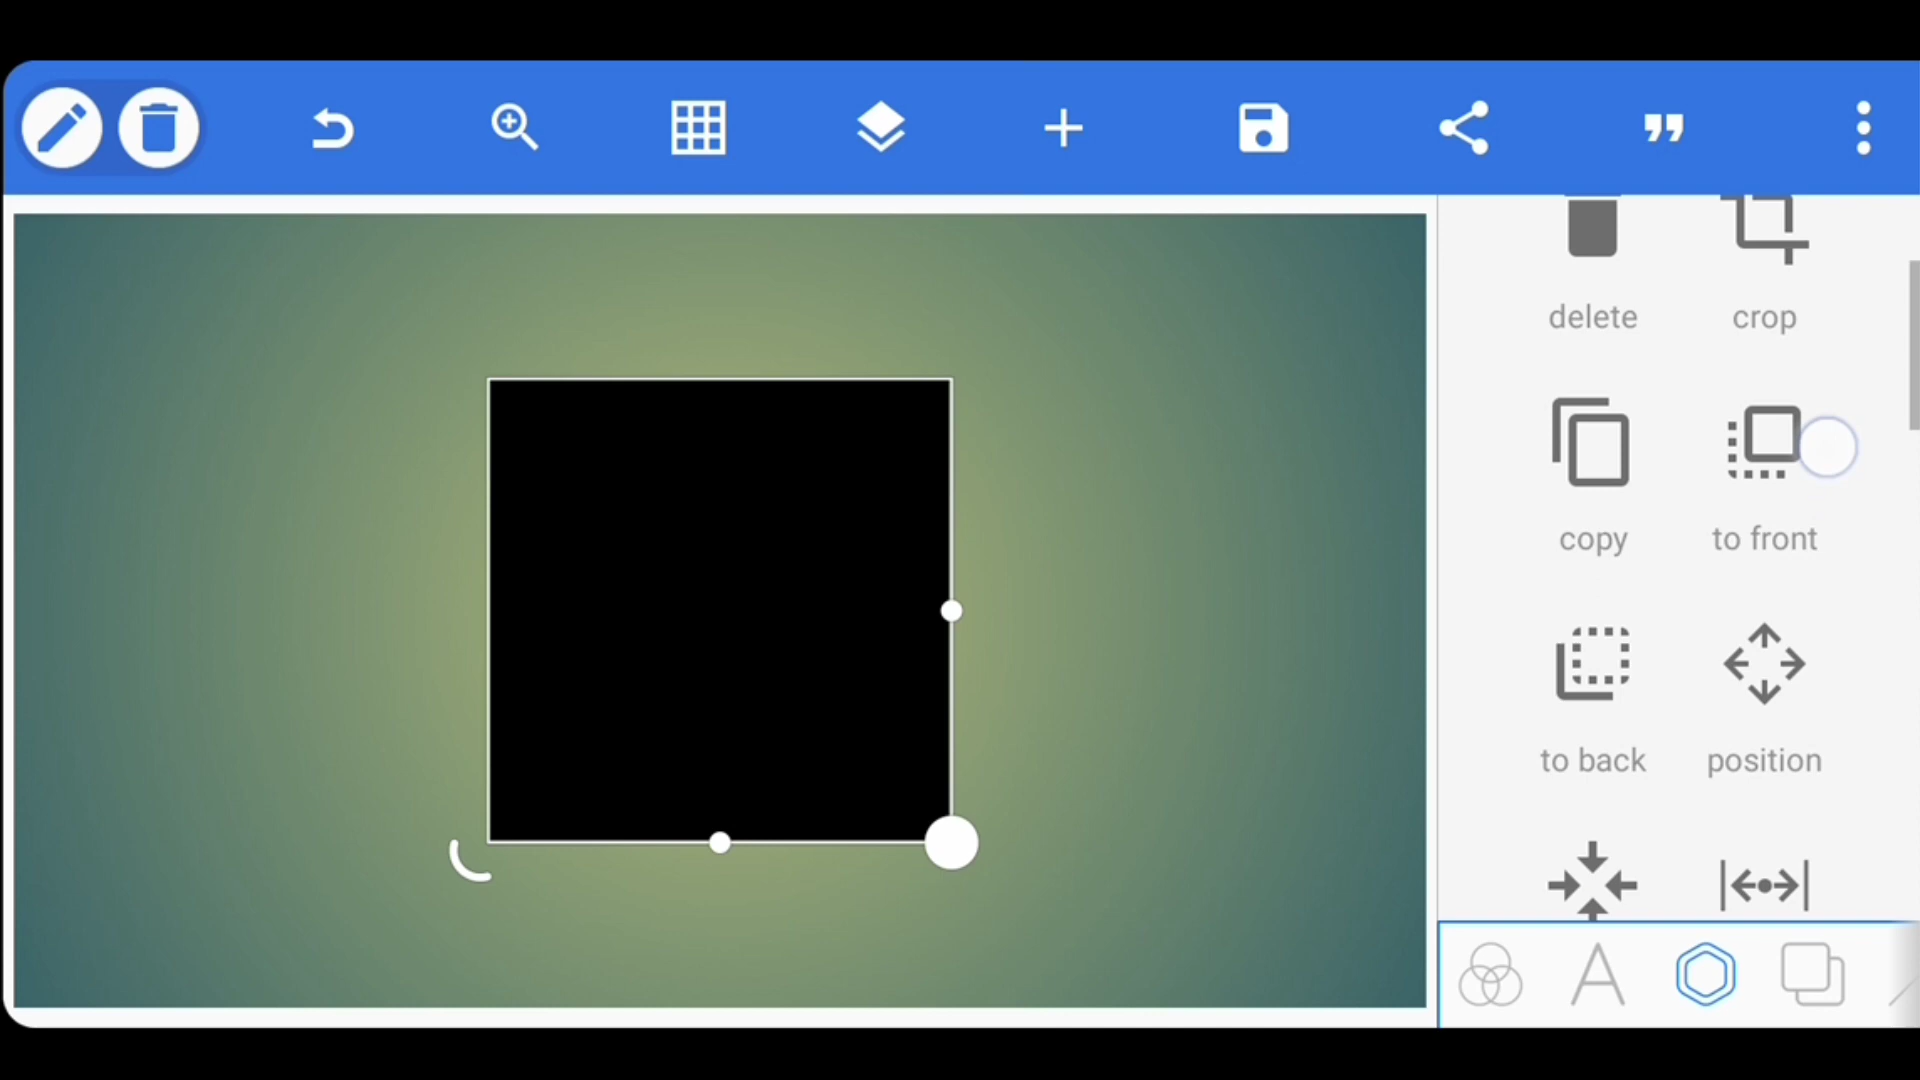 delete
crop
copy
to front
to back
position